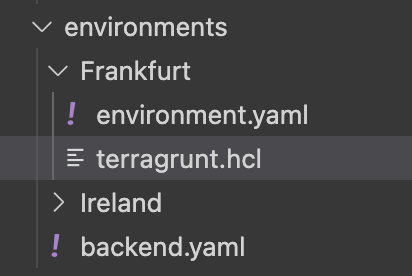 environments
Frankfurt
environment.yaml
terragrunt.hcl
Ireland
backend.yaml